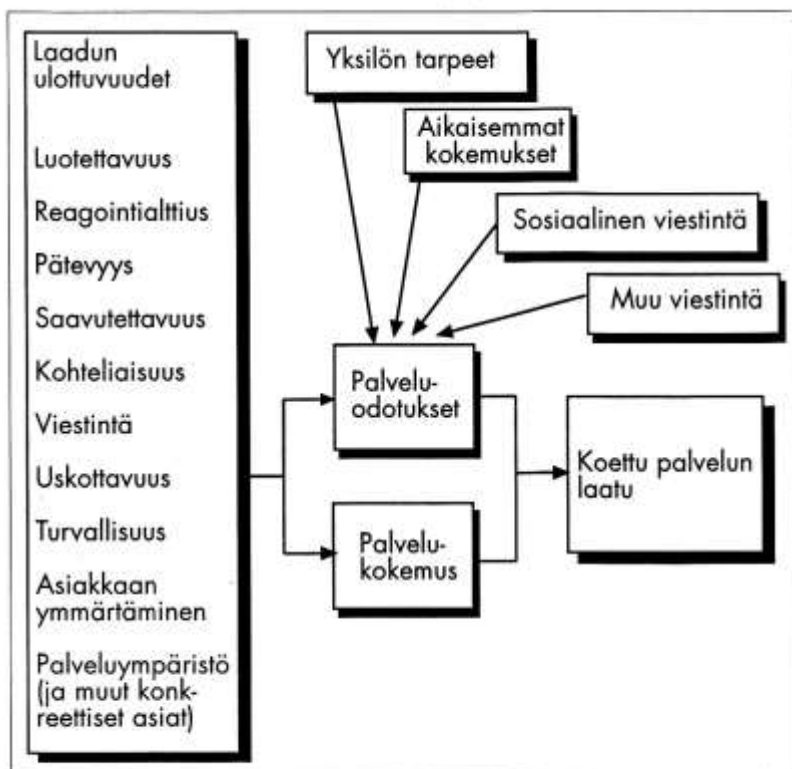 Laadun
ulottuvuudet
Luotettavuus
Reagointialttius
Pätevyys
Saavutettavuus
Kohteliaisuus
Viestintä
Uskottavuus
Turvallisuus
Asiakkaan
ymmärtäminen
Palveluympäristö
(ja muut konk-
reettiset asiat)
Yksilön tarpeet
Aikaisemmat
kokemukset
Sosiaalinen viestintä
Muu viestintä
Palvelu-
odotukset
Palvelu-
kokemus
Koettu palvelun
laatu